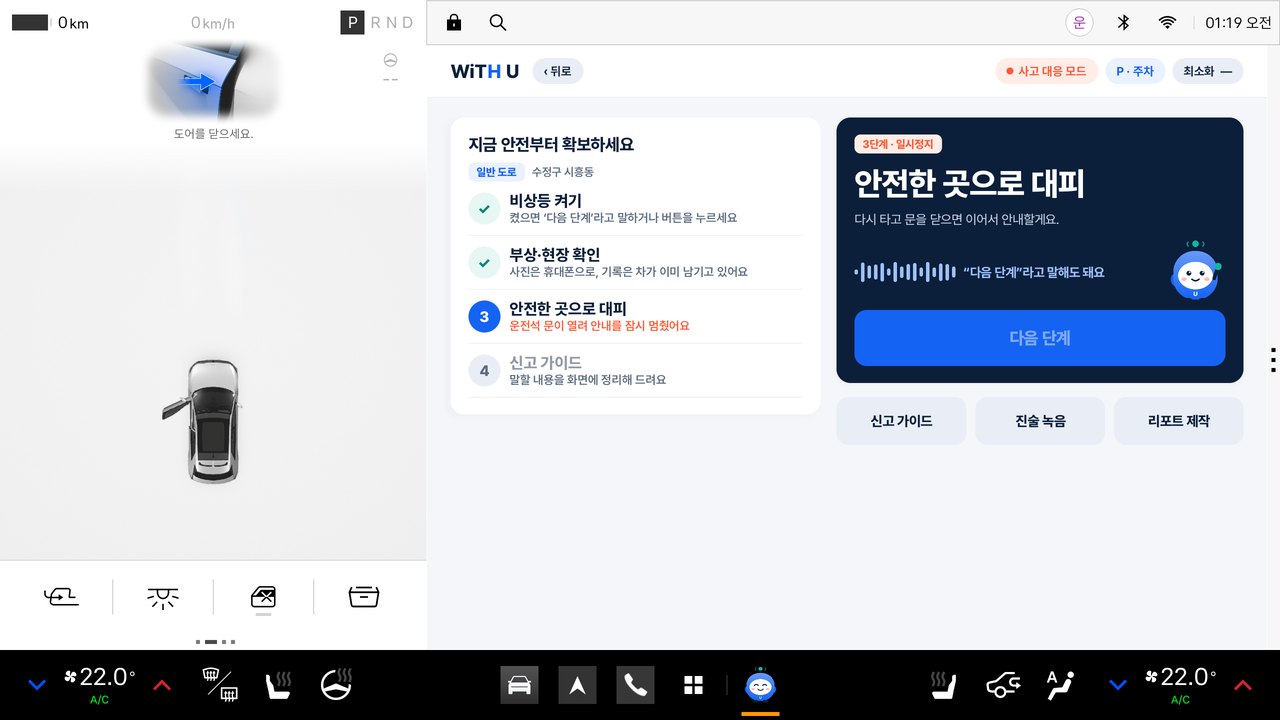 0 km
0 km/h
P R N D
운
01:19 오전
도어를 닫으세요.
WiTH U
‹ 뒤로
사고 대응 모드
P · 주차
최소화 —
지금 안전부터 확보하세요
일반 도로 수정구 시흥동
비상등 켜기
켰으면 ‘다음 단계’라고 말하거나 버튼을 누르세요
부상·현장 확인
사진은 휴대폰으로, 기록은 차가 이미 남기고 있어요
3 안전한 곳으로 대피
운전석 문이 열려 안내를 잠시 멈췄어요
4 신고 가이드
말할 내용을 화면에 정리해 드려요
3단계 · 일시정지
안전한 곳으로 대피
다시 타고 문을 닫으면 이어서 안내할게요.
“다음 단계”라고 말해도 돼요
U
다음 단계
신고 가이드
진술 녹음
리포트 제작
22.0°
A/C
U
A
22.0°
A/C